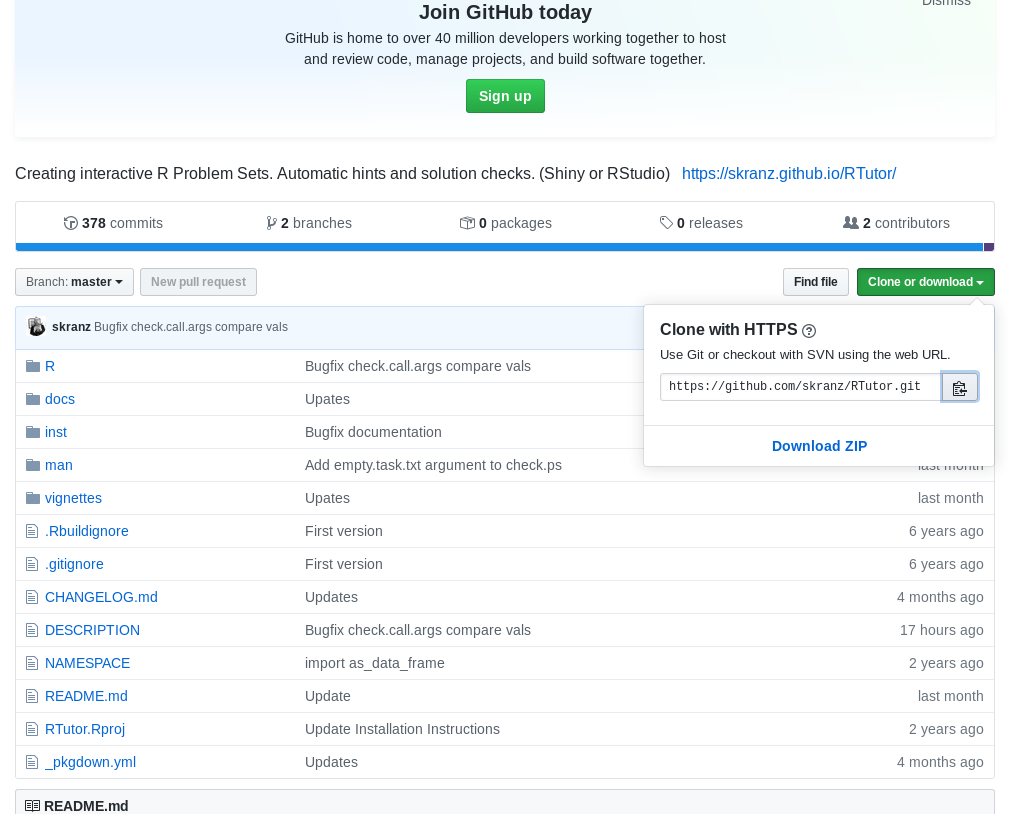 Dismiss
Join GitHub today
GitHub is home to over 40 million developers working together to host
and review code, manage projects, and build software together.
Sign up
Creating interactive R Problem Sets. Automatic hints and solution checks. (Shiny or RStudio) https://skranz.github.io/RTutor/
378 commits 2 branches 0 packages 0 releases 2 contributors
Branch: master New pull request Find file Clone or download
skranz Bugfix check.call.args compare vals
Clone with HTTPS
Use Git or checkout with SVN using the web URL.
https://github.com/skranz/RTutor.git
Download ZIP
R Bugfix check.call.args compare vals
docs Upates
inst Bugfix documentation
man Add empty.task.txt argument to check.ps last month
vignettes Upates last month
.Rbuildignore First version 6 years ago
.gitignore First version 6 years ago
CHANGELOG.md Updates 4 months ago
DESCRIPTION Bugfix check.call.args compare vals 17 hours ago
NAMESPACE import as_data_frame 2 years ago
README.md Update last month
RTutor.Rproj Update Installation Instructions 2 years ago
_pkgdown.yml Updates 4 months ago
README.md